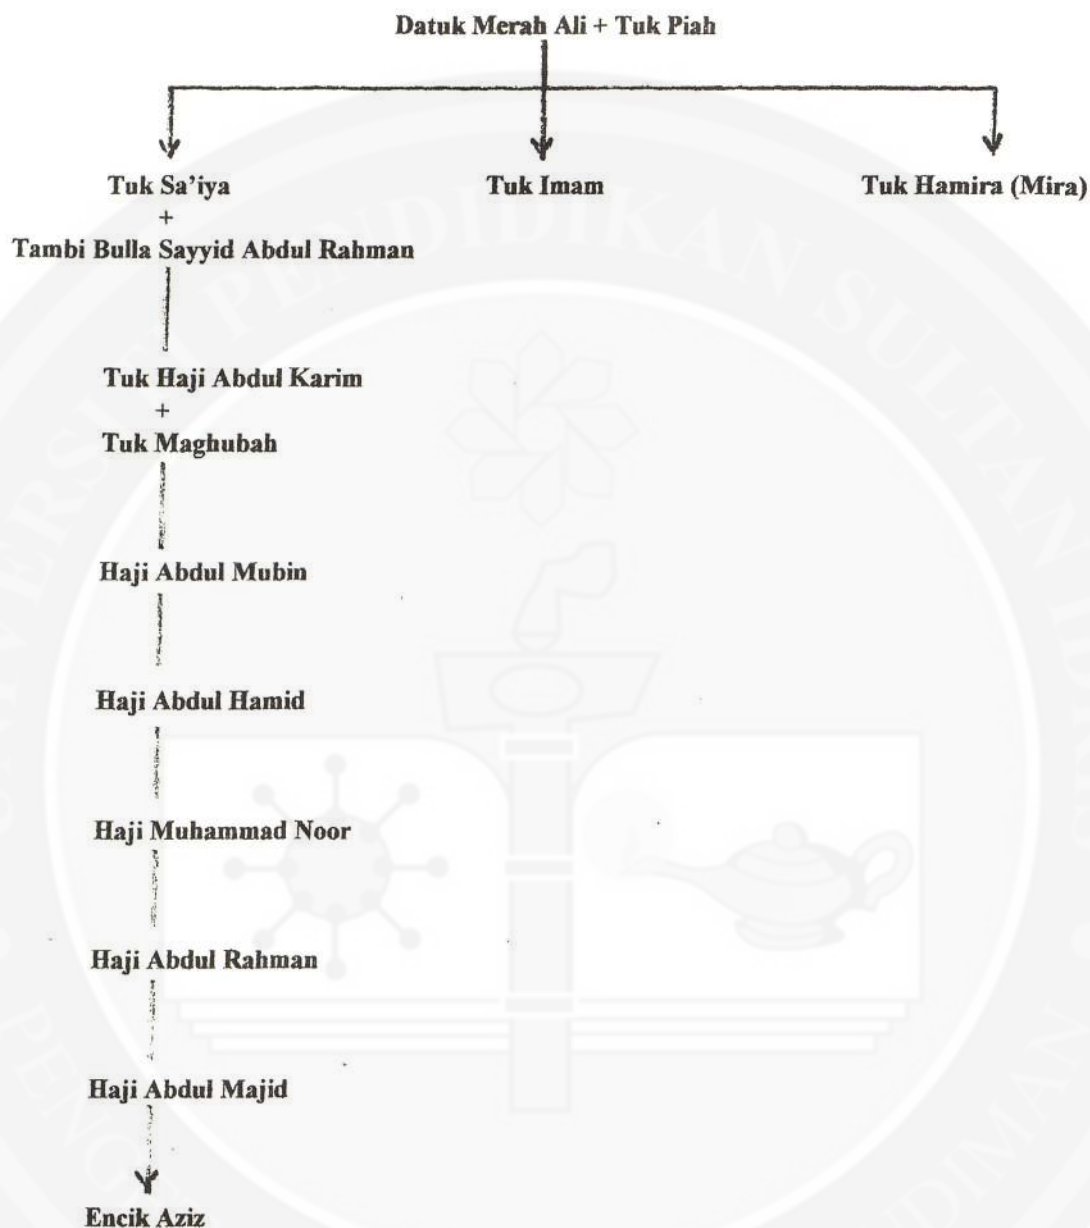 Datuk Merah Ali + Tuk Piah
Tuk Sa'iya Tuk Imam Tuk Hamira (Mira)
+
Tambi Bulla Sayyid Abdul Rahman
Tuk Haji Abdul Karim
+
Tuk Maghubah
Haji Abdul Mubin
Haji Abdul Hamid
Haji Muhammad Noor
Haji Abdul Rahman
Haji Abdul Majid
Encik Aziz